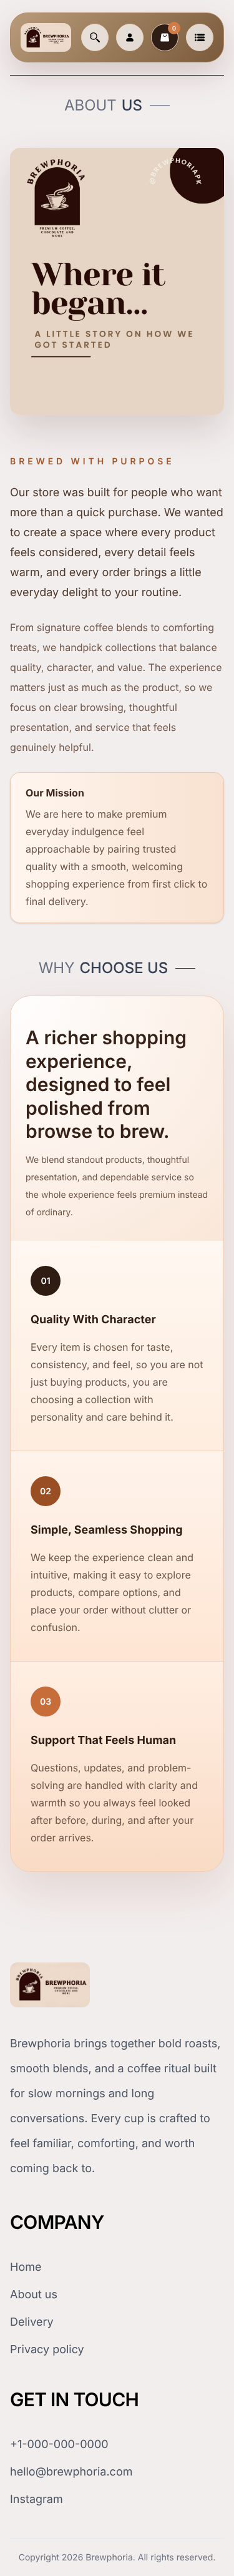 BREWPHORIA
PREMIUM COFFEE,
CHOCOLATE AND
MORE
0
ABOUT US
BREWPHORIA
PREMIUM COFFEE,
CHOCOLATE AND
MORE
@BREWPHORIAPK
Where it
began...
A LITTLE STORY ON HOW WE
GOT STARTED
BREWED WITH PURPOSE
Our store was built for people who want
more than a quick purchase. We wanted
to create a space where every product
feels considered, every detail feels
warm, and every order brings a little
everyday delight to your routine.
From signature coffee blends to comforting
treats, we handpick collections that balance
quality, character, and value. The experience
matters just as much as the product, so we
focus on clear browsing, thoughtful
presentation, and service that feels
genuinely helpful.
Our Mission
We are here to make premium
everyday indulgence feel
approachable by pairing trusted
quality with a smooth, welcoming
shopping experience from first click to
final delivery.
WHY CHOOSE US
A richer shopping
experience,
designed to feel
polished from
browse to brew.
We blend standout products, thoughtful
presentation, and dependable service so
the whole experience feels premium instead
of ordinary.
01
Quality With Character
Every item is chosen for taste,
consistency, and feel, so you are not
just buying products, you are
choosing a collection with
personality and care behind it.
02
Simple, Seamless Shopping
We keep the experience clean and
intuitive, making it easy to explore
products, compare options, and
place your order without clutter or
confusion.
03
Support That Feels Human
Questions, updates, and problem-
solving are handled with clarity and
warmth so you always feel looked
after before, during, and after your
order arrives.
BREWPHORIA
BREWPHORIA
PREMIUM COFFEE,
CHOCOLATE AND
MORE
Brewphoria brings together bold roasts,
smooth blends, and a coffee ritual built
for slow mornings and long
conversations. Every cup is crafted to
feel familiar, comforting, and worth
coming back to.
COMPANY
Home
About us
Delivery
Privacy policy
GET IN TOUCH
+1-000-000-0000
hello@brewphoria.com
Instagram
Copyright 2026 Brewphoria. All rights reserved.